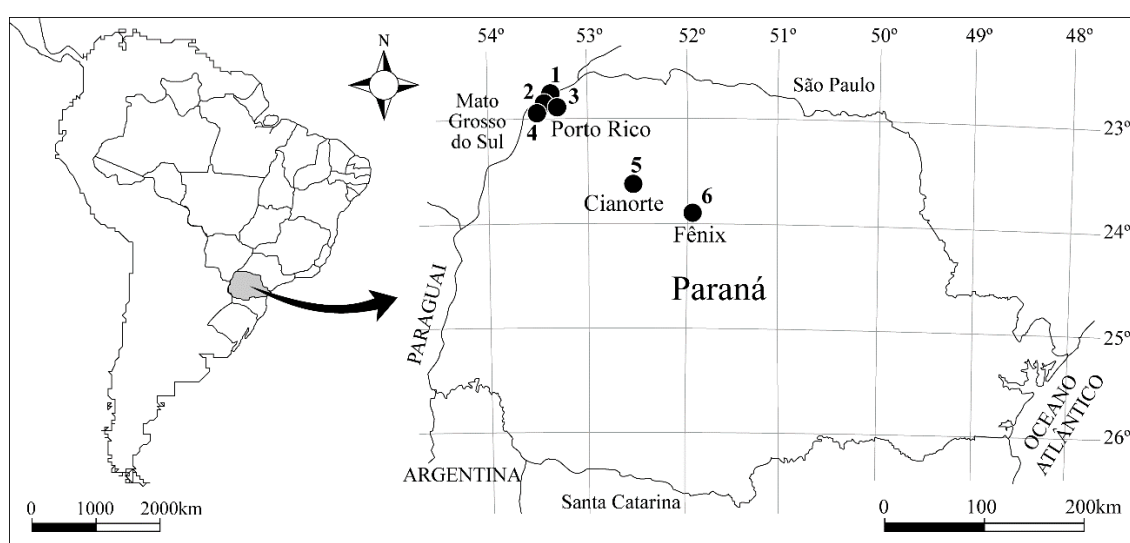 N
0
1000
2000km
54º
53º
52º
51º
50º
49º
48º
1
2
3
4
São Paulo
Mato
Grosso
do Sul
Porto Rico
23º
5
Cianorte
6
Fênix
24º
Paraná
PARAGUAI
25º
OCEANO
ATLÂNTICO
26º
ARGENTINA
Santa Catarina
0
100
200km